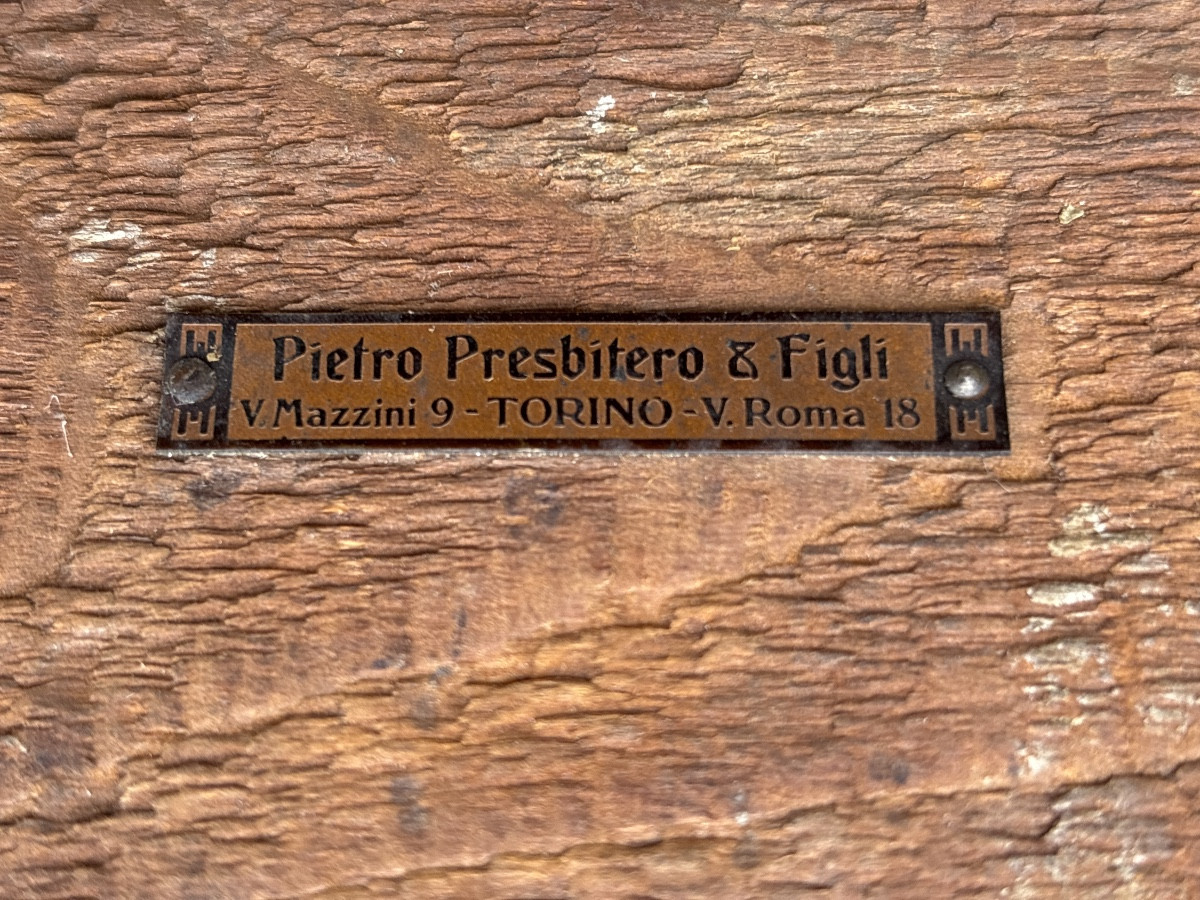 Pietro Presbitero & Figli
V. Mazzini 9 - TORINO - V. Roma 18